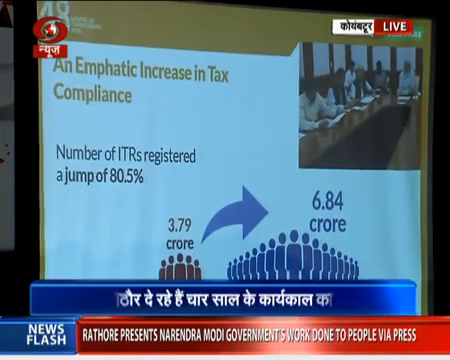 48
न्यूज़
कोयंबटूर LIVE
An Emphatic Increase in Tax
Compliance
Number of ITRs registered
a jump of 80.5%
3.79
crore
6.84
crore
ठौर दे रहे हैं चार साल के कार्यकाल का
NEWS
FLASH
RATHORE PRESENTS NARENDRA MODI GOVERNMENT'S WORK DONE TO PEOPLE VIA PRESS